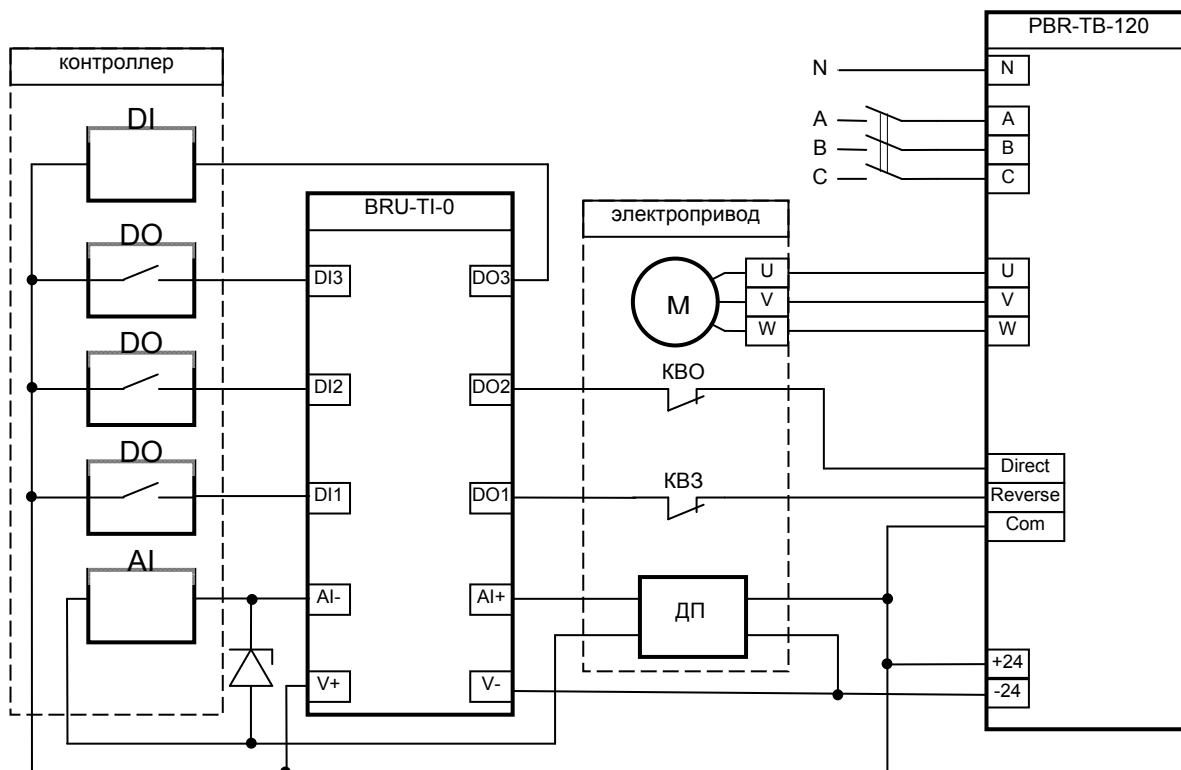 контроллер
DI
DO
DO
DO
AI
BRU-TI-0
DI3
DO3
DI2
DO2
DI1
DO1
AI-
AI+
V+
V-
электропривод
M
U
V
W
КВО
КВЗ
ДП
PBR-TB-120
N
N
A
A
B
B
C
C
U
V
W
Direct
Reverse
Com
+24
-24